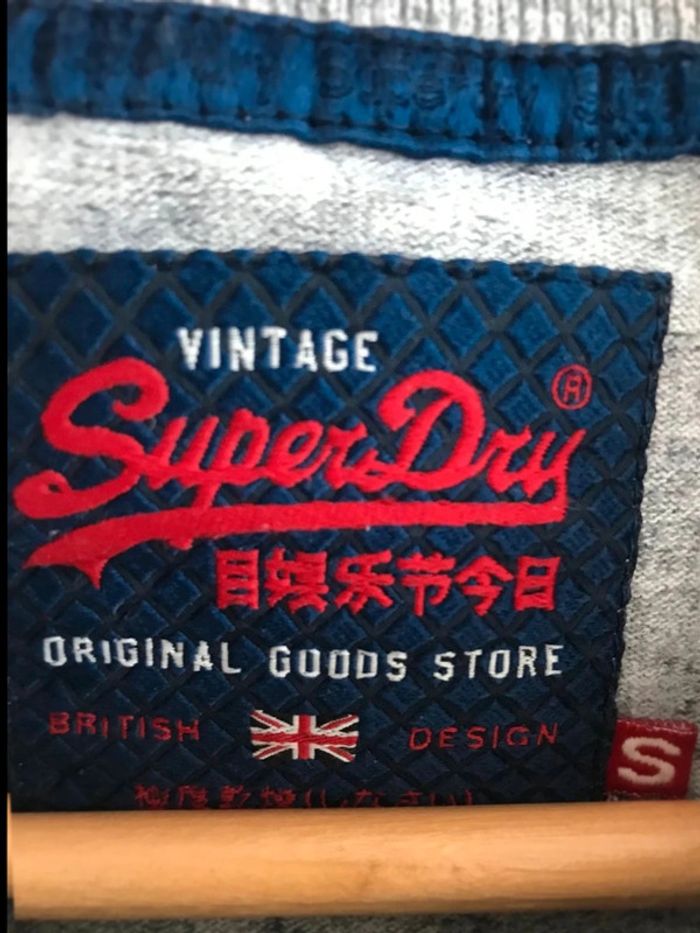 VINTAGE
SuperDry®
目娱乐节今日
ORIGINAL GOODS STORE
BRITISH DESIGN
S